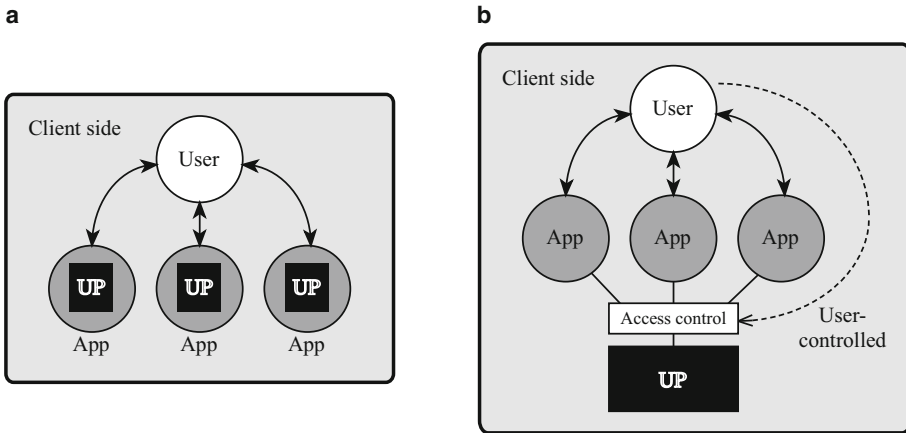 a
Client side
User
UP
UP
UP
App
App
App
b
Client side
User
App
App
App
Access control
User-
controlled
UP